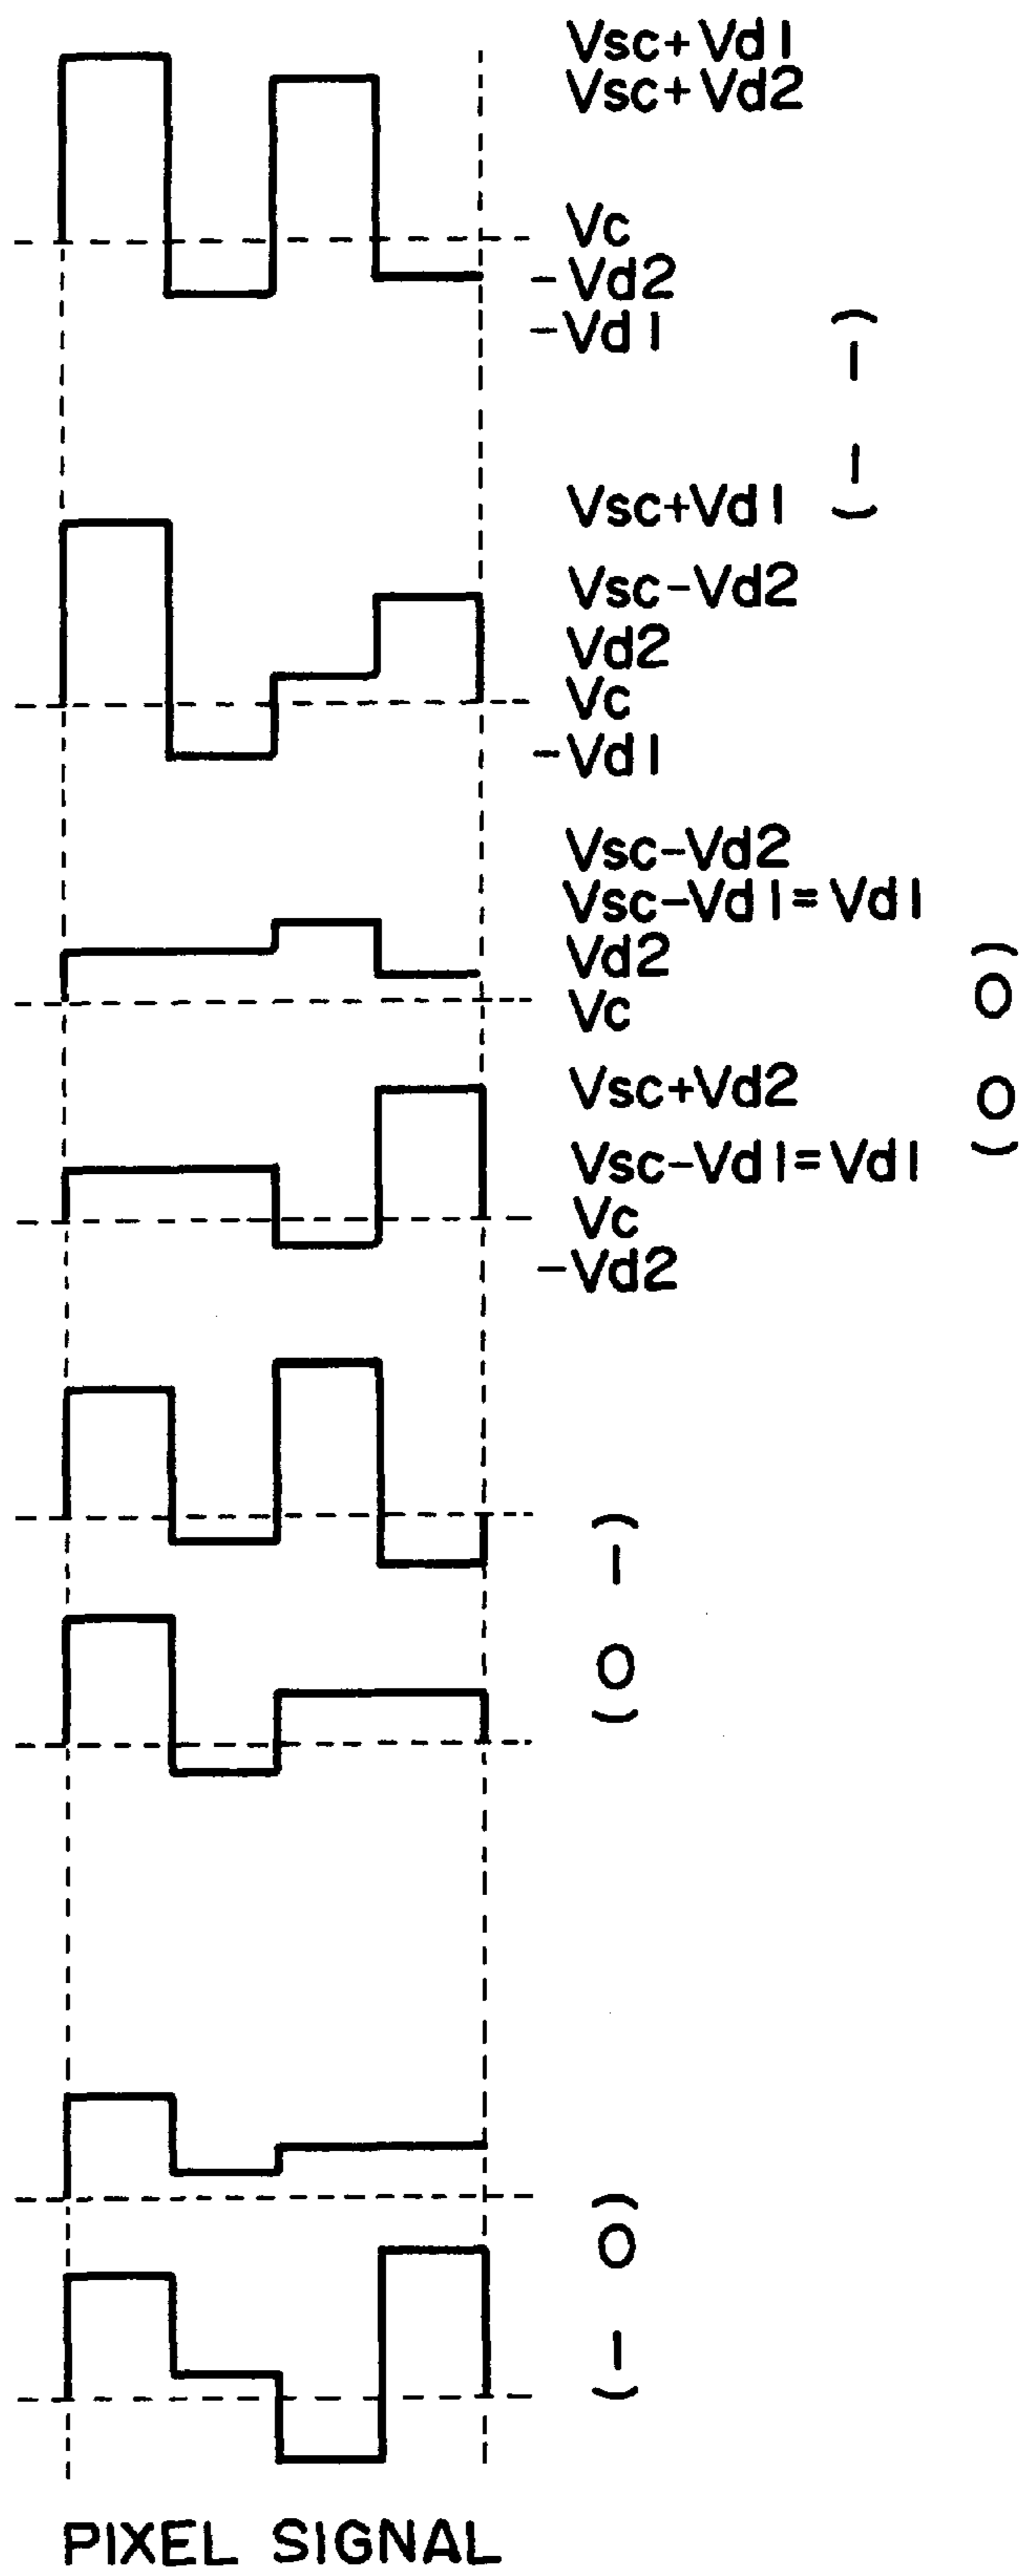 Vsc+Vd1
Vsc+Vd2
Vc
-Vd2
-Vd1
(1 1)
Vsc+Vd1
Vsc-Vd2
Vd2
Vc
-Vd1
Vsc-Vd2
Vsc-Vd1=Vd1
Vd2
Vc
(0 0)
Vsc+Vd2
Vsc-Vd1=Vd1
Vc
-Vd2
(1 0)
(0 1)
PIXEL SIGNAL